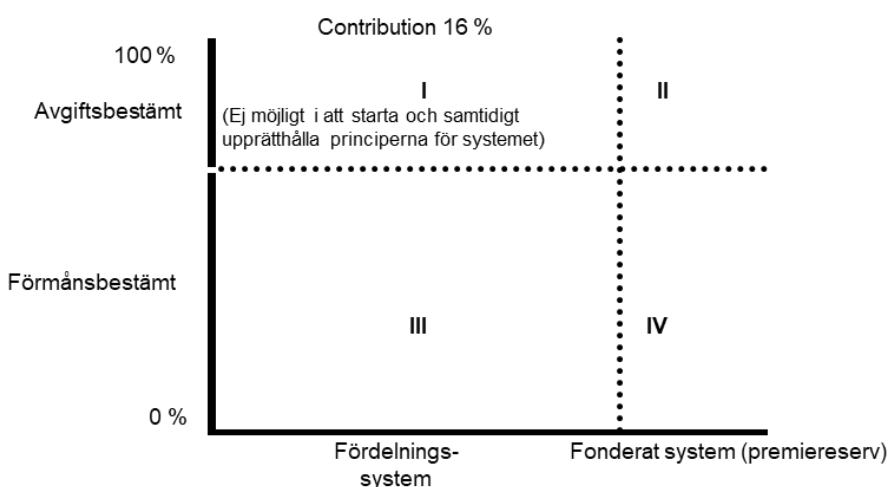 Contribution 16 %
100 %
I
II
Avgiftsbestämt
(Ej möjligt i att starta och samtidigt
upprätthålla principerna för systemet)
Förmånsbestämt
III
IV
0 %
Fördelnings-
system
Fonderat system (premiereserv)